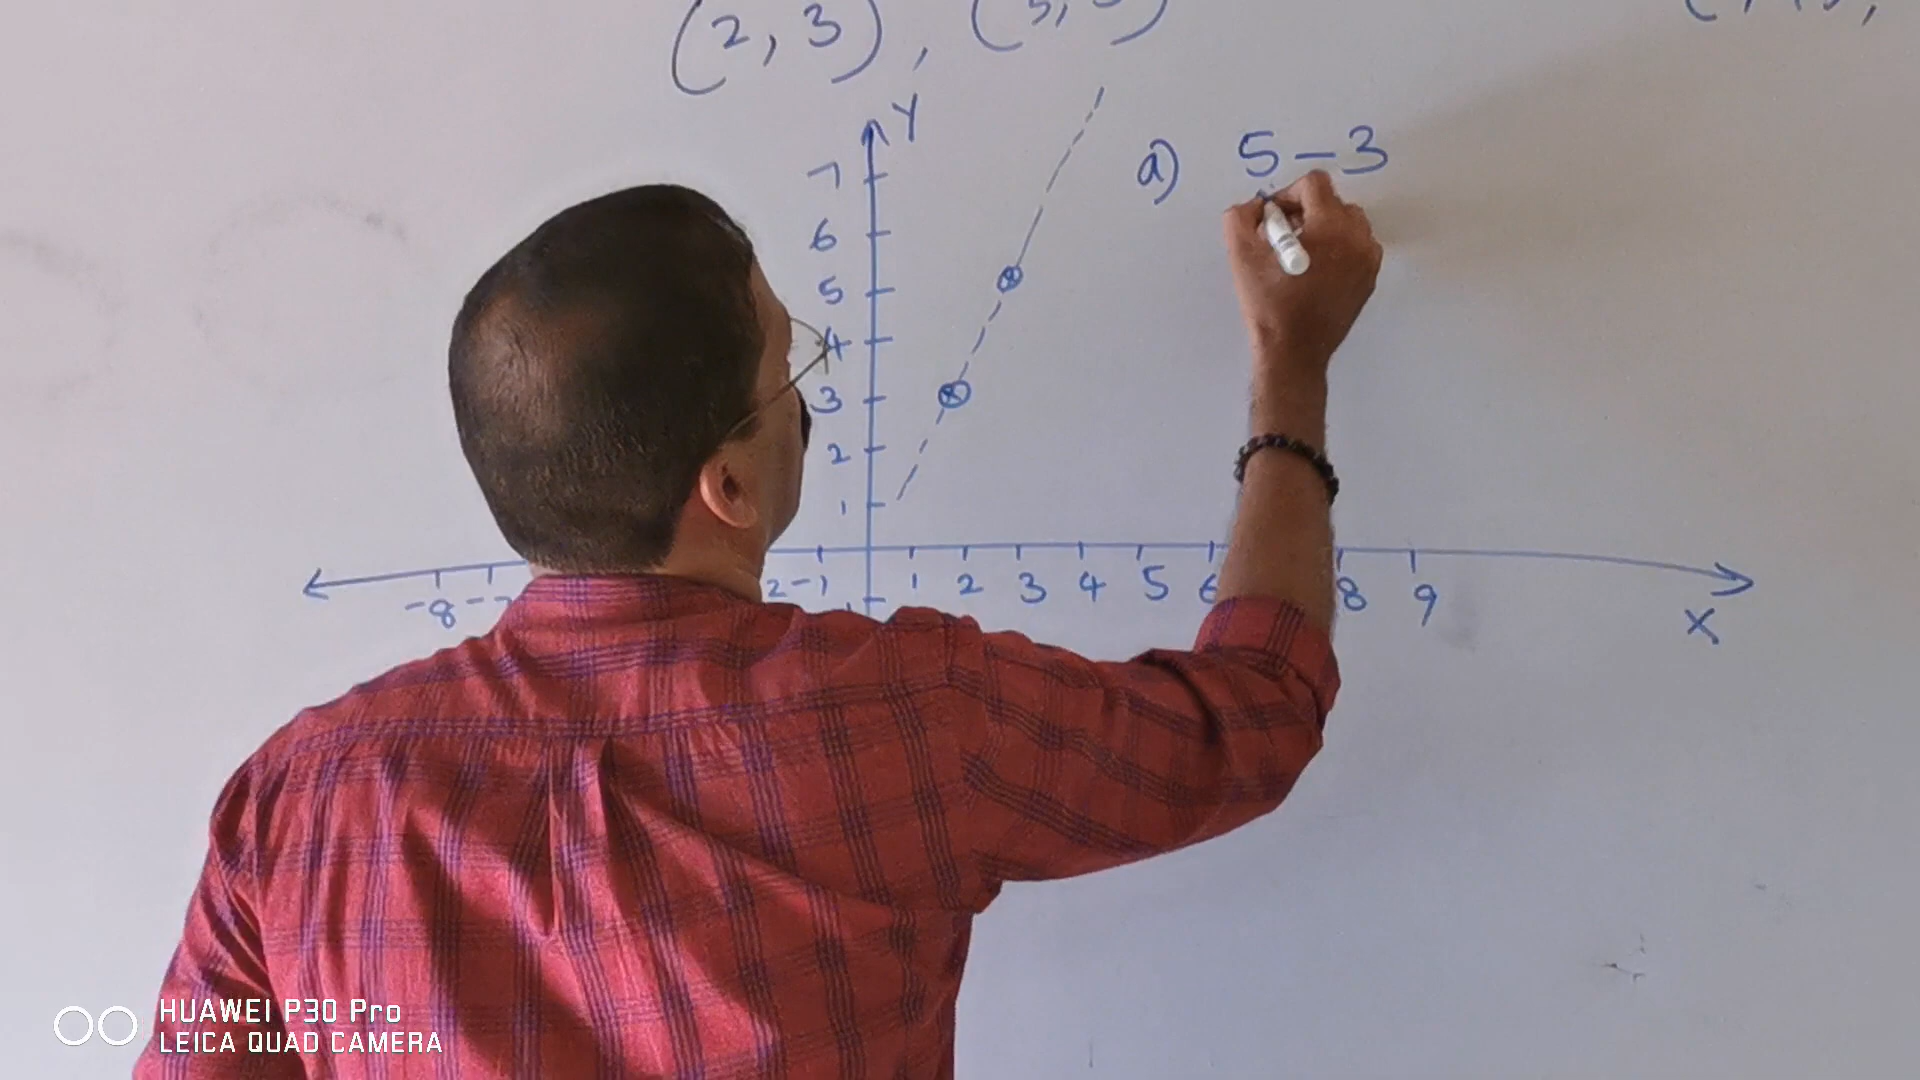 (2, 3), (3, 5)
Y
a) 5-3
7
6
5
4
3
2
1
-8 -7 2 -1 1 2 3 4 5 6 8 9
X
HUAWEI P30 Pro
LEICA QUAD CAMERA